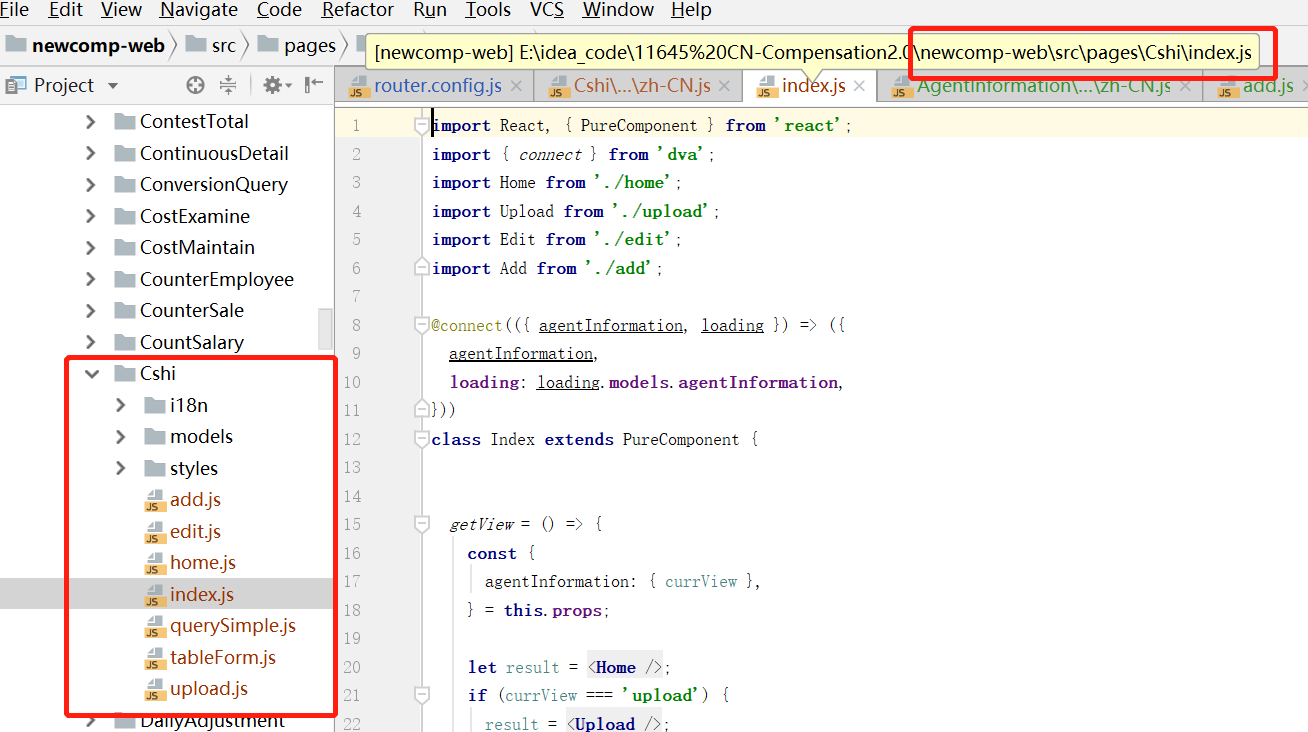 File Edit View Navigate Code Refactor Run Tools VCS Window Help
newcomp-web src pages
[newcomp-web] E:\idea_code\11645%20CN-Compensation2.0\newcomp-web\src\pages\Cshi\index.js
Project
router.config.js Cshi\...\zh-CN.js index.js AgentInformation\...\zh-CN.js add.js
ContestTotal
ContinuousDetail
ConversionQuery
CostExamine
CostMaintain
CounterEmployee
CounterSale
CountSalary
Cshi
i18n
models
styles
add.js
edit.js
home.js
index.js
querySimple.js
tableForm.js
upload.js
DailyAdjustment
1 import React, { PureComponent } from 'react';
2 import { connect } from 'dva';
3 import Home from './home';
4 import Upload from './upload';
5 import Edit from './edit';
6 import Add from './add';
7
8 @connect(({ agentInformation, loading }) => ({
9 agentInformation,
10 loading: loading.models.agentInformation,
11 }))
12 class Index extends PureComponent {
13
14
15 getView = () => {
16 const {
17 agentInformation: { currView },
18 } = this.props;
19
20 let result = <Home />;
21 if (currView === 'upload') {
22 result = <Upload />;